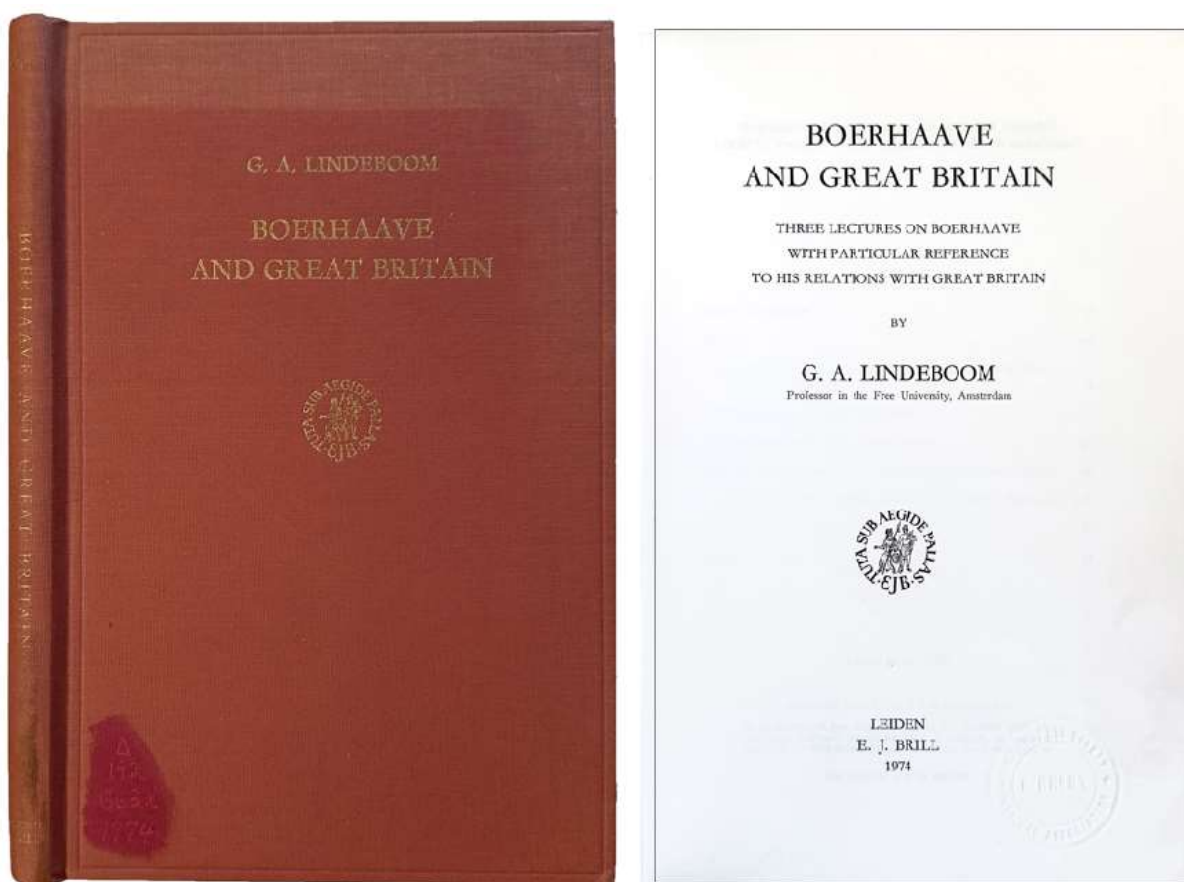 BOERHAAVE AND GREAT BRITAIN
G. A. LINDEBOOM
BOERHAAVE
AND GREAT BRITAIN
TUTA SUB AEGIDE PALLAS
EJB
1974
BOERHAAVE
AND GREAT BRITAIN
THREE LECTURES ON BOERHAAVE
WITH PARTICULAR REFERENCE
TO HIS RELATIONS WITH GREAT BRITAIN
BY
G. A. LINDEBOOM
Professor in the Free University, Amsterdam
TUTA SUB AEGIDE PALLAS
EJB
LEIDEN
E. J. BRILL
1974
LIBRARY